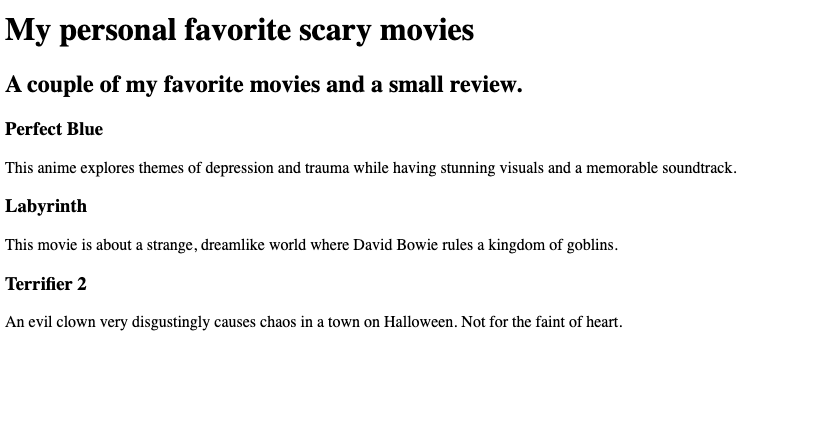 My personal favorite scary movies
A couple of my favorite movies and a small review.
Perfect Blue
This anime explores themes of depression and trauma while having stunning visuals and a memorable soundtrack.
Labyrinth
This movie is about a strange, dreamlike world where David Bowie rules a kingdom of goblins.
Terrifier 2
An evil clown very disgustingly causes chaos in a town on Halloween. Not for the faint of heart.